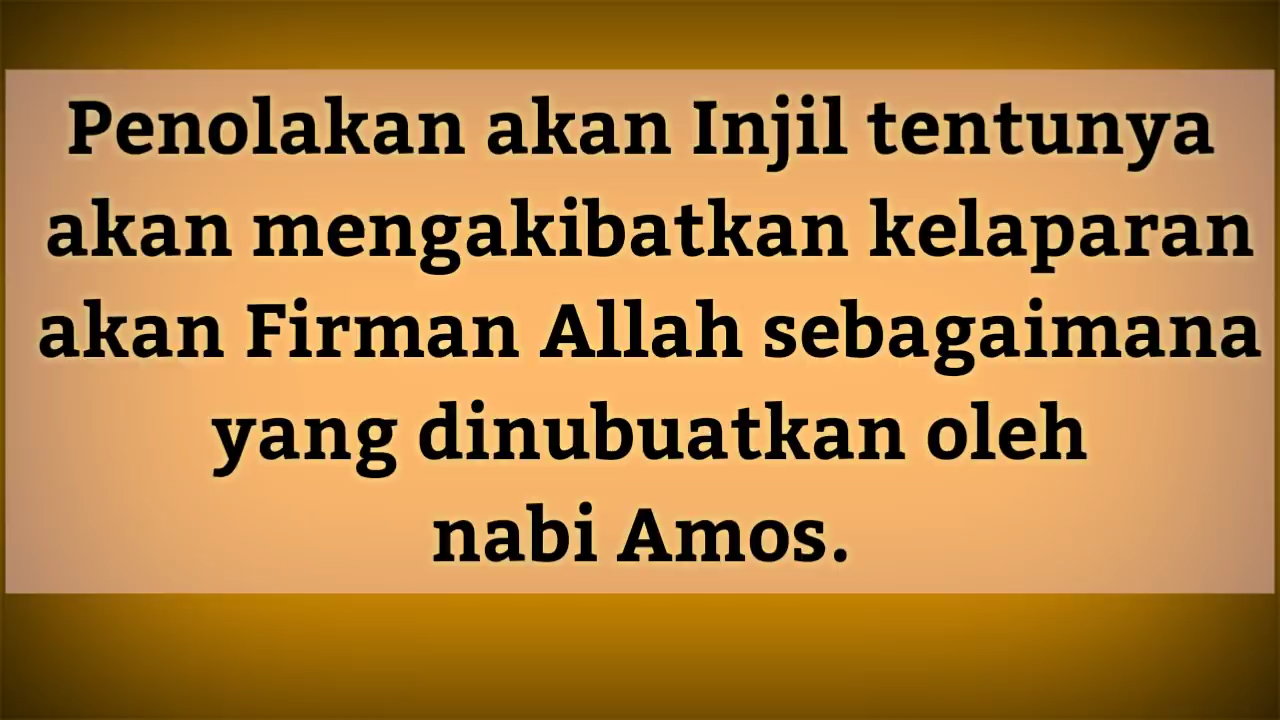 Penolakan akan Injil tentunya
akan mengakibatkan kelaparan
akan Firman Allah sebagaimana
yang dinubuatkan oleh
nabi Amos.